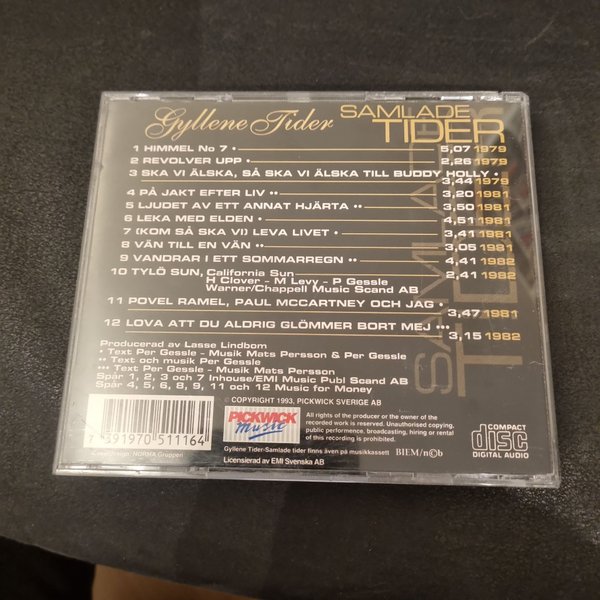 Gyllene Tider SAMLADE TIDER
1 HIMMEL No 7 • 5,07 1979
2 REVOLVER UPP • 2,26 1979
3 SKA VI ÄLSKA, SÅ SKA VI ÄLSKA TILL BUDDY HOLLY •
3,44 1979
4 PÅ JAKT EFTER LIV •• 3,20 1981
5 LJUDET AV ETT ANNAT HJÄRTA •• 3,50 1981
6 LEKA MED ELDEN • 4,51 1981
7 (KOM SÅ SKA VI) LEVA LIVET • 3,41 1981
8 VÄN TILL EN VÄN •• 3,05 1981
9 VANDRAR I ETT SOMMARREGN •• 4,41 1982
10 TYLÖ SUN, California Sun 2,41 1982
H Clover - M Levy - P Gessle
Warner/Chappell Music Scand AB
11 POVEL RAMEL, PAUL MCCARTNEY OCH JAG •
3,47 1981
12 LOVA ATT DU ALDRIG GLÖMMER BORT MEJ •••
3,15 1982
Producerad av Lasse Lindbom
• Text Per Gessle - Musik Mats Persson & Per Gessle
•• Text och musik Per Gessle
••• Text Per Gessle - Musik Mats Persson
Spår 1, 2, 3 och 7 Inhouse/EMI Music Publ Scand AB
Spår 4, 5, 6, 8, 9, 11 och 12 Music for Money
© COPYRIGHT 1993, PICKWICK SVERIGE AB
PICKWICK
music
All rights of the producer or the owner of the
recorded work is reserved. Unauthorised copying,
public performance, broadcasting, hiring or rental
of this recording is prohibited.
7 391970 511164
Gyllene Tider-Samlade tider finns även på musikkassett
Licensierad av EMI Svenska AB
BIEM/n©b
COMPACT
disc
DIGITAL AUDIO
NORMA Gruppen
SAMLADE